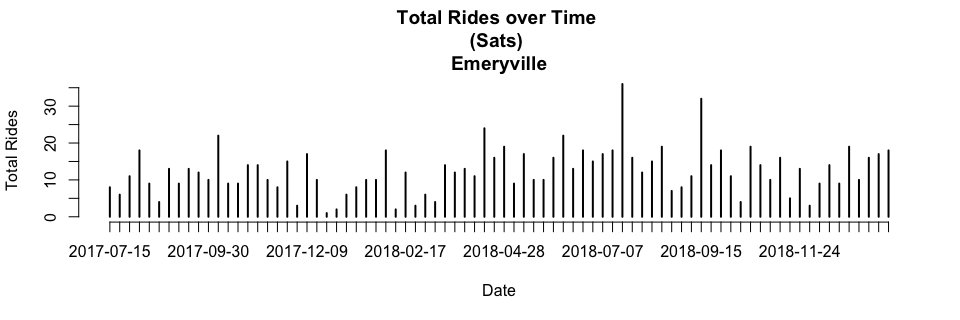 Total Rides over Time
(Sats)
Emeryville
Total Rides
30
20
10
0
2017-07-15 2017-09-30 2017-12-09 2018-02-17 2018-04-28 2018-07-07 2018-09-15 2018-11-24
Date